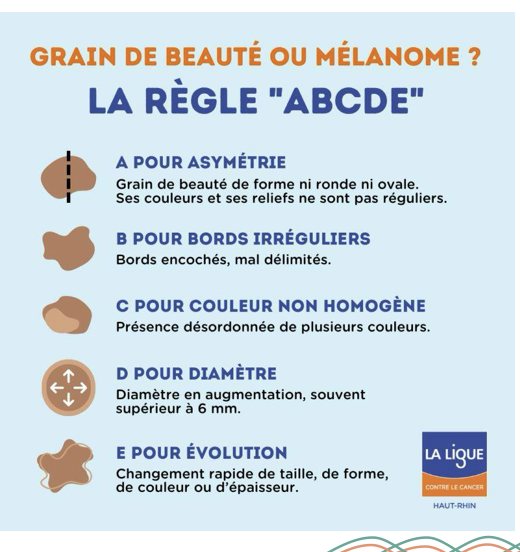 GRAIN DE BEAUTÉ OU MÉLANOME ?
LA RÈGLE "ABCDE"
A POUR ASYMÉTRIE
Grain de beauté de forme ni ronde ni ovale.
Ses couleurs et ses reliefs ne sont pas réguliers.
B POUR BORDS IRRÉGULIERS
Bords encochés, mal délimités.
C POUR COULEUR NON HOMOGÈNE
Présence désordonnée de plusieurs couleurs.
D POUR DIAMÈTRE
Diamètre en augmentation, souvent
supérieur à 6 mm.
E POUR ÉVOLUTION
Changement rapide de taille, de forme,
de couleur ou d'épaisseur.
LA LIGUE
CONTRE LE CANCER
HAUT-RHIN